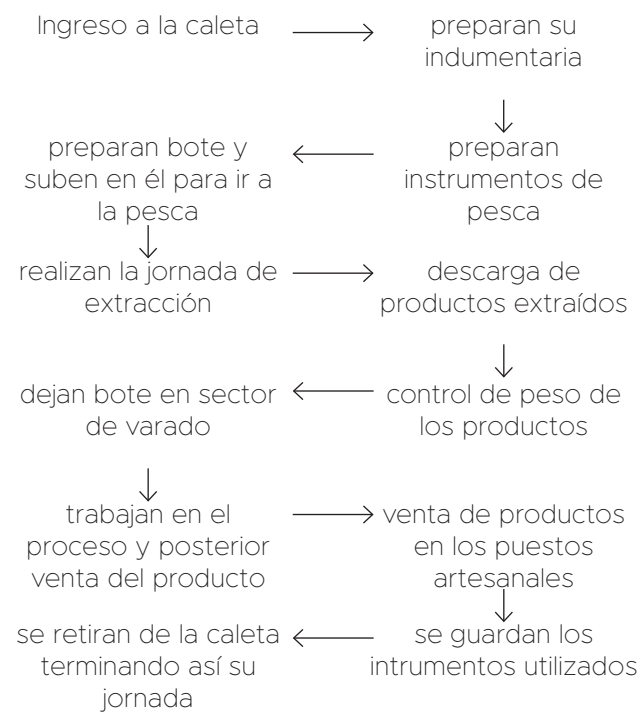 Ingreso a la caleta
preparan su
indumentaria
preparan
instrumentos de
pesca
preparan bote y
suben en él para ir a
la pesca
realizan la jornada de
extracción
descarga de
productos extraídos
control de peso de
los productos
dejan bote en sector
de varado
trabajan en el
proceso y posterior
venta del producto
venta de productos
en los puestos
artesanales
se guardan los
intrumentos utilizados
se retiran de la caleta
terminando así su
jornada